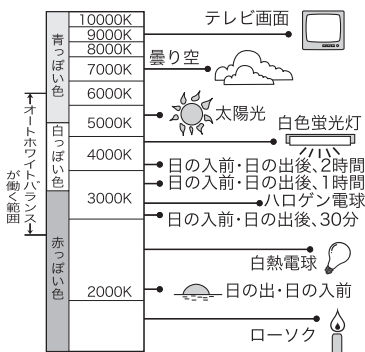 10000K
9000K
8000K
7000K
6000K
5000K
4000K
3000K
2000K
青っぽい色
白っぽい色
赤っぽい色
オートホワイトバランス
が働く範囲
テレビ画面
曇り空
太陽光
白色蛍光灯
日の入前・日の出後、2時間
日の入前・日の出後、1時間
ハロゲン電球
日の入前・日の出後、30分
白熱電球
日の出・日の入前
ローソク